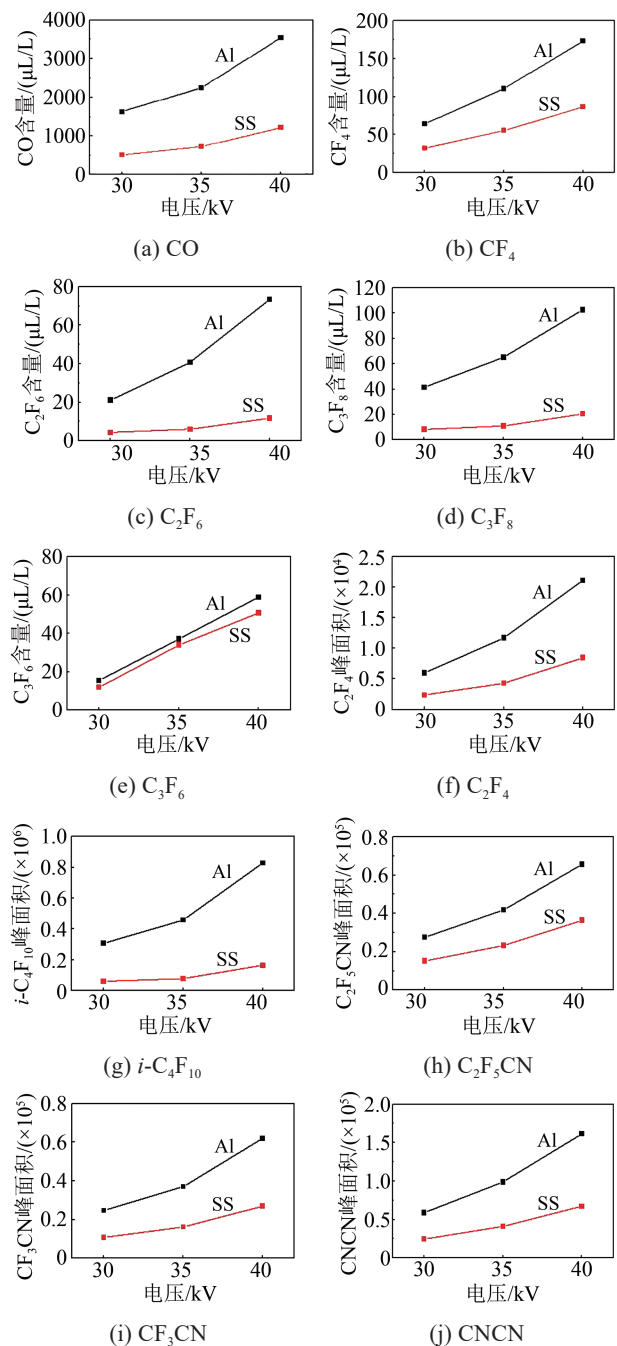 CO含量/(μL/L)
4000
3000
2000
1000
0
Al
SS
30 35 40
电压/kV
(a) CO
CF₄含量/(μL/L)
200
150
100
50
0
Al
SS
30 35 40
电压/kV
(b) CF₄
C₂F₆含量/(μL/L)
80
60
40
20
0
Al
SS
30 35 40
电压/kV
(c) C₂F₆
C₃F₈含量/(μL/L)
120
100
80
60
40
20
0
Al
SS
30 35 40
电压/kV
(d) C₃F₈
C₃F₆含量/(μL/L)
80
60
40
20
0
Al
SS
30 35 40
电压/kV
(e) C₃F₆
C₂F₄峰面积/(×10⁴)
2.5
2.0
1.5
1.0
0.5
0
Al
SS
30 35 40
电压/kV
(f) C₂F₄
i-C₄F₁₀峰面积/(×10⁶)
1.0
0.8
0.6
0.4
0.2
0
Al
SS
30 35 40
电压/kV
(g) i-C₄F₁₀
C₂F₅CN峰面积/(×10⁵)
0.8
0.6
0.4
0.2
0
Al
SS
30 35 40
电压/kV
(h) C₂F₅CN
CF₃CN峰面积/(×10⁵)
0.8
0.6
0.4
0.2
0
Al
SS
30 35 40
电压/kV
(i) CF₃CN
CNCN峰面积/(×10⁵)
2.0
1.5
1.0
0.5
0
Al
SS
30 35 40
电压/kV
(j) CNCN